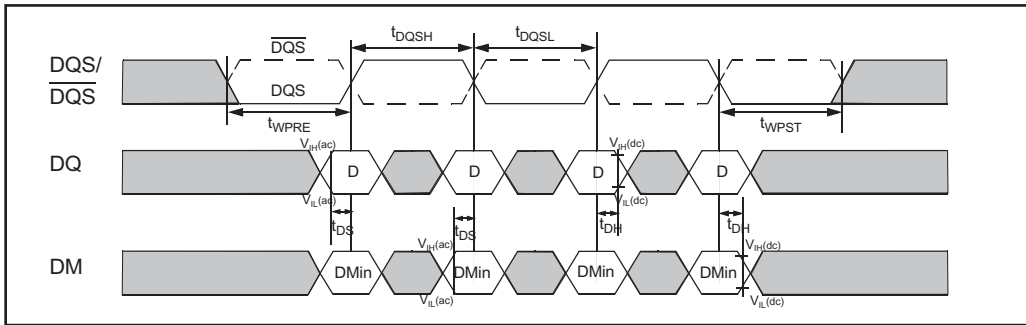 tDQSH tDQSL
DQS
DQS/
DQS
DQS
tWPRE tWPST
VIH(ac) VIH(dc)
DQ D D D D
VIL(ac) VIL(dc)
tDS tDS tDH tDH
VIH(ac) VIH(dc)
DM DMin DMin DMin DMin
VIL(ac) VIL(dc)